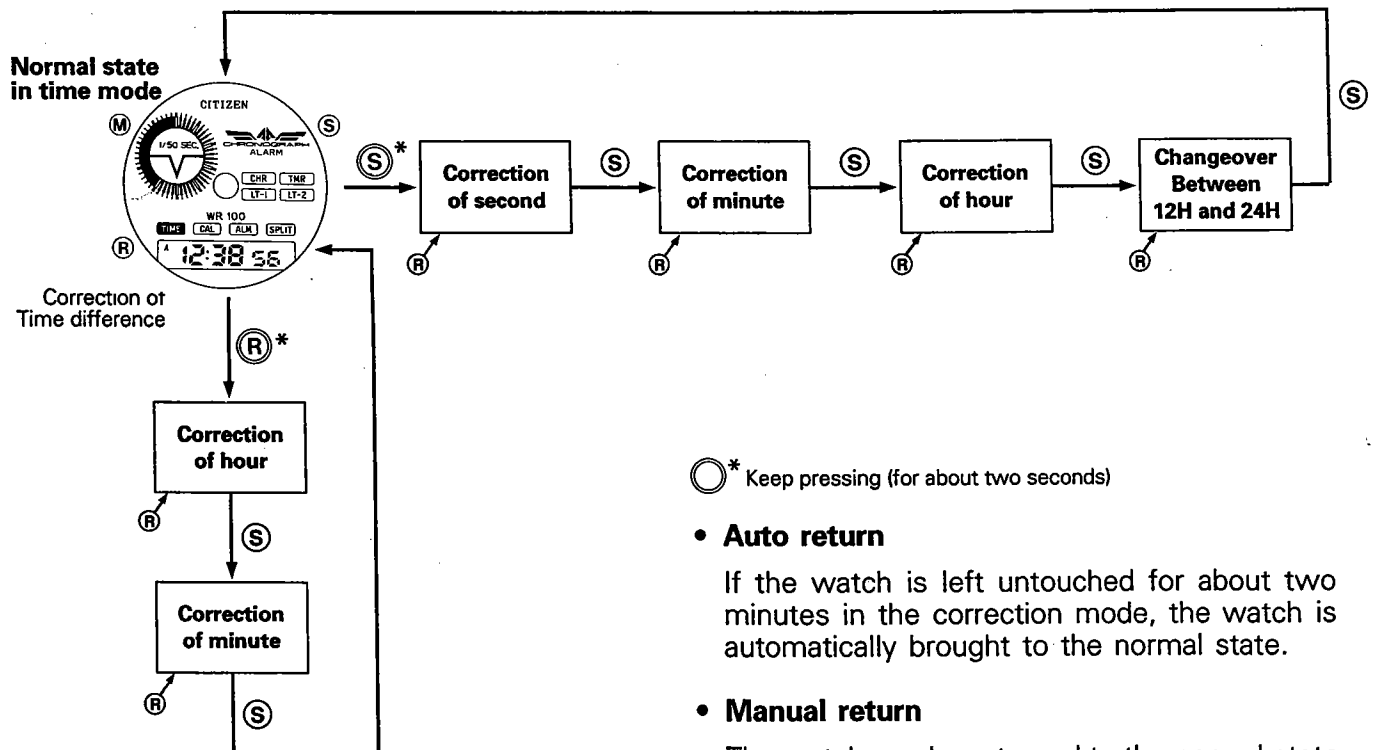 Normal state
in time mode
M
CITIZEN
S
1/50 SEC.
CHRONOGRAPH
ALARM
CHR TMR
LT-1 LT-2
WR 100
TIME CAL ALM SPLIT
R
A 12:38 56
S*
Correction
of second
R
S
Correction
of minute
R
S
Correction
of hour
R
S
Changeover
Between
12H and 24H
R
S
Correction of
Time difference
R*
Correction
of hour
R
S
Correction
of minute
R
S
* Keep pressing (for about two seconds)
• Auto return
If the watch is left untouched for about two
minutes in the correction mode, the watch is
automatically brought to the normal state.
• Manual return